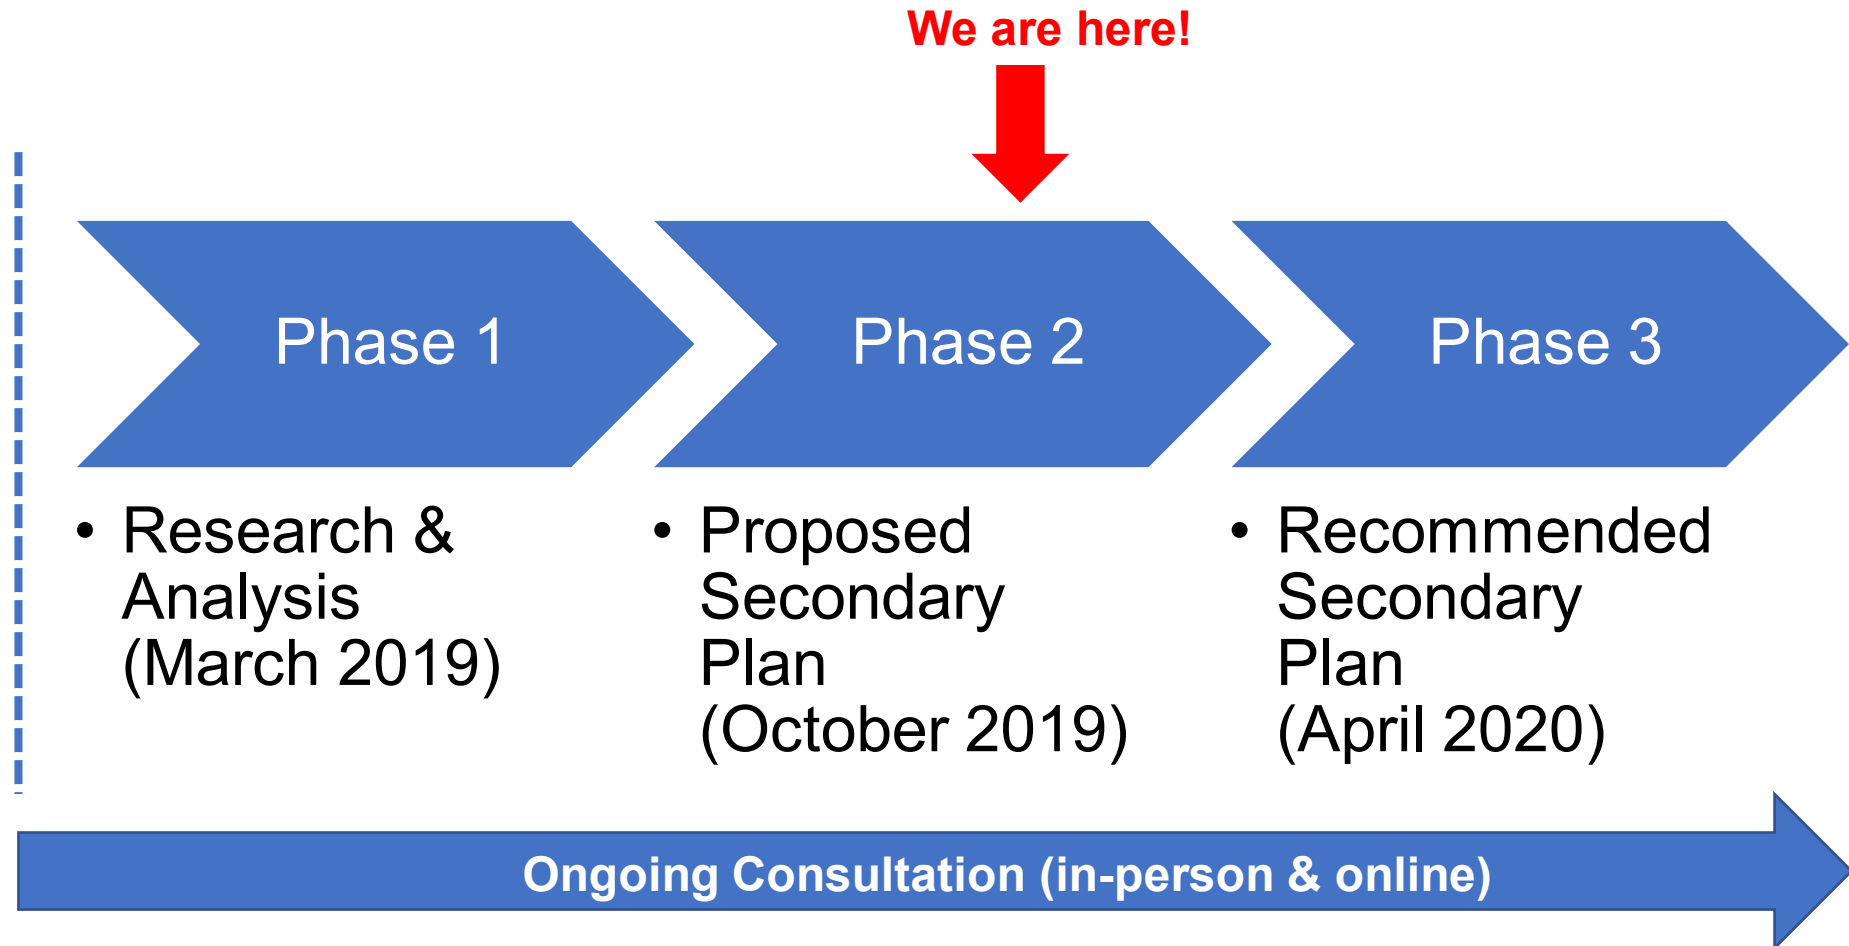 We are here!
Phase 1
Phase 2
Phase 3
• Research &
Analysis
(March 2019)
• Proposed
Secondary
Plan
(October 2019)
• Recommended
Secondary
Plan
(April 2020)
Ongoing Consultation (in-person & online)